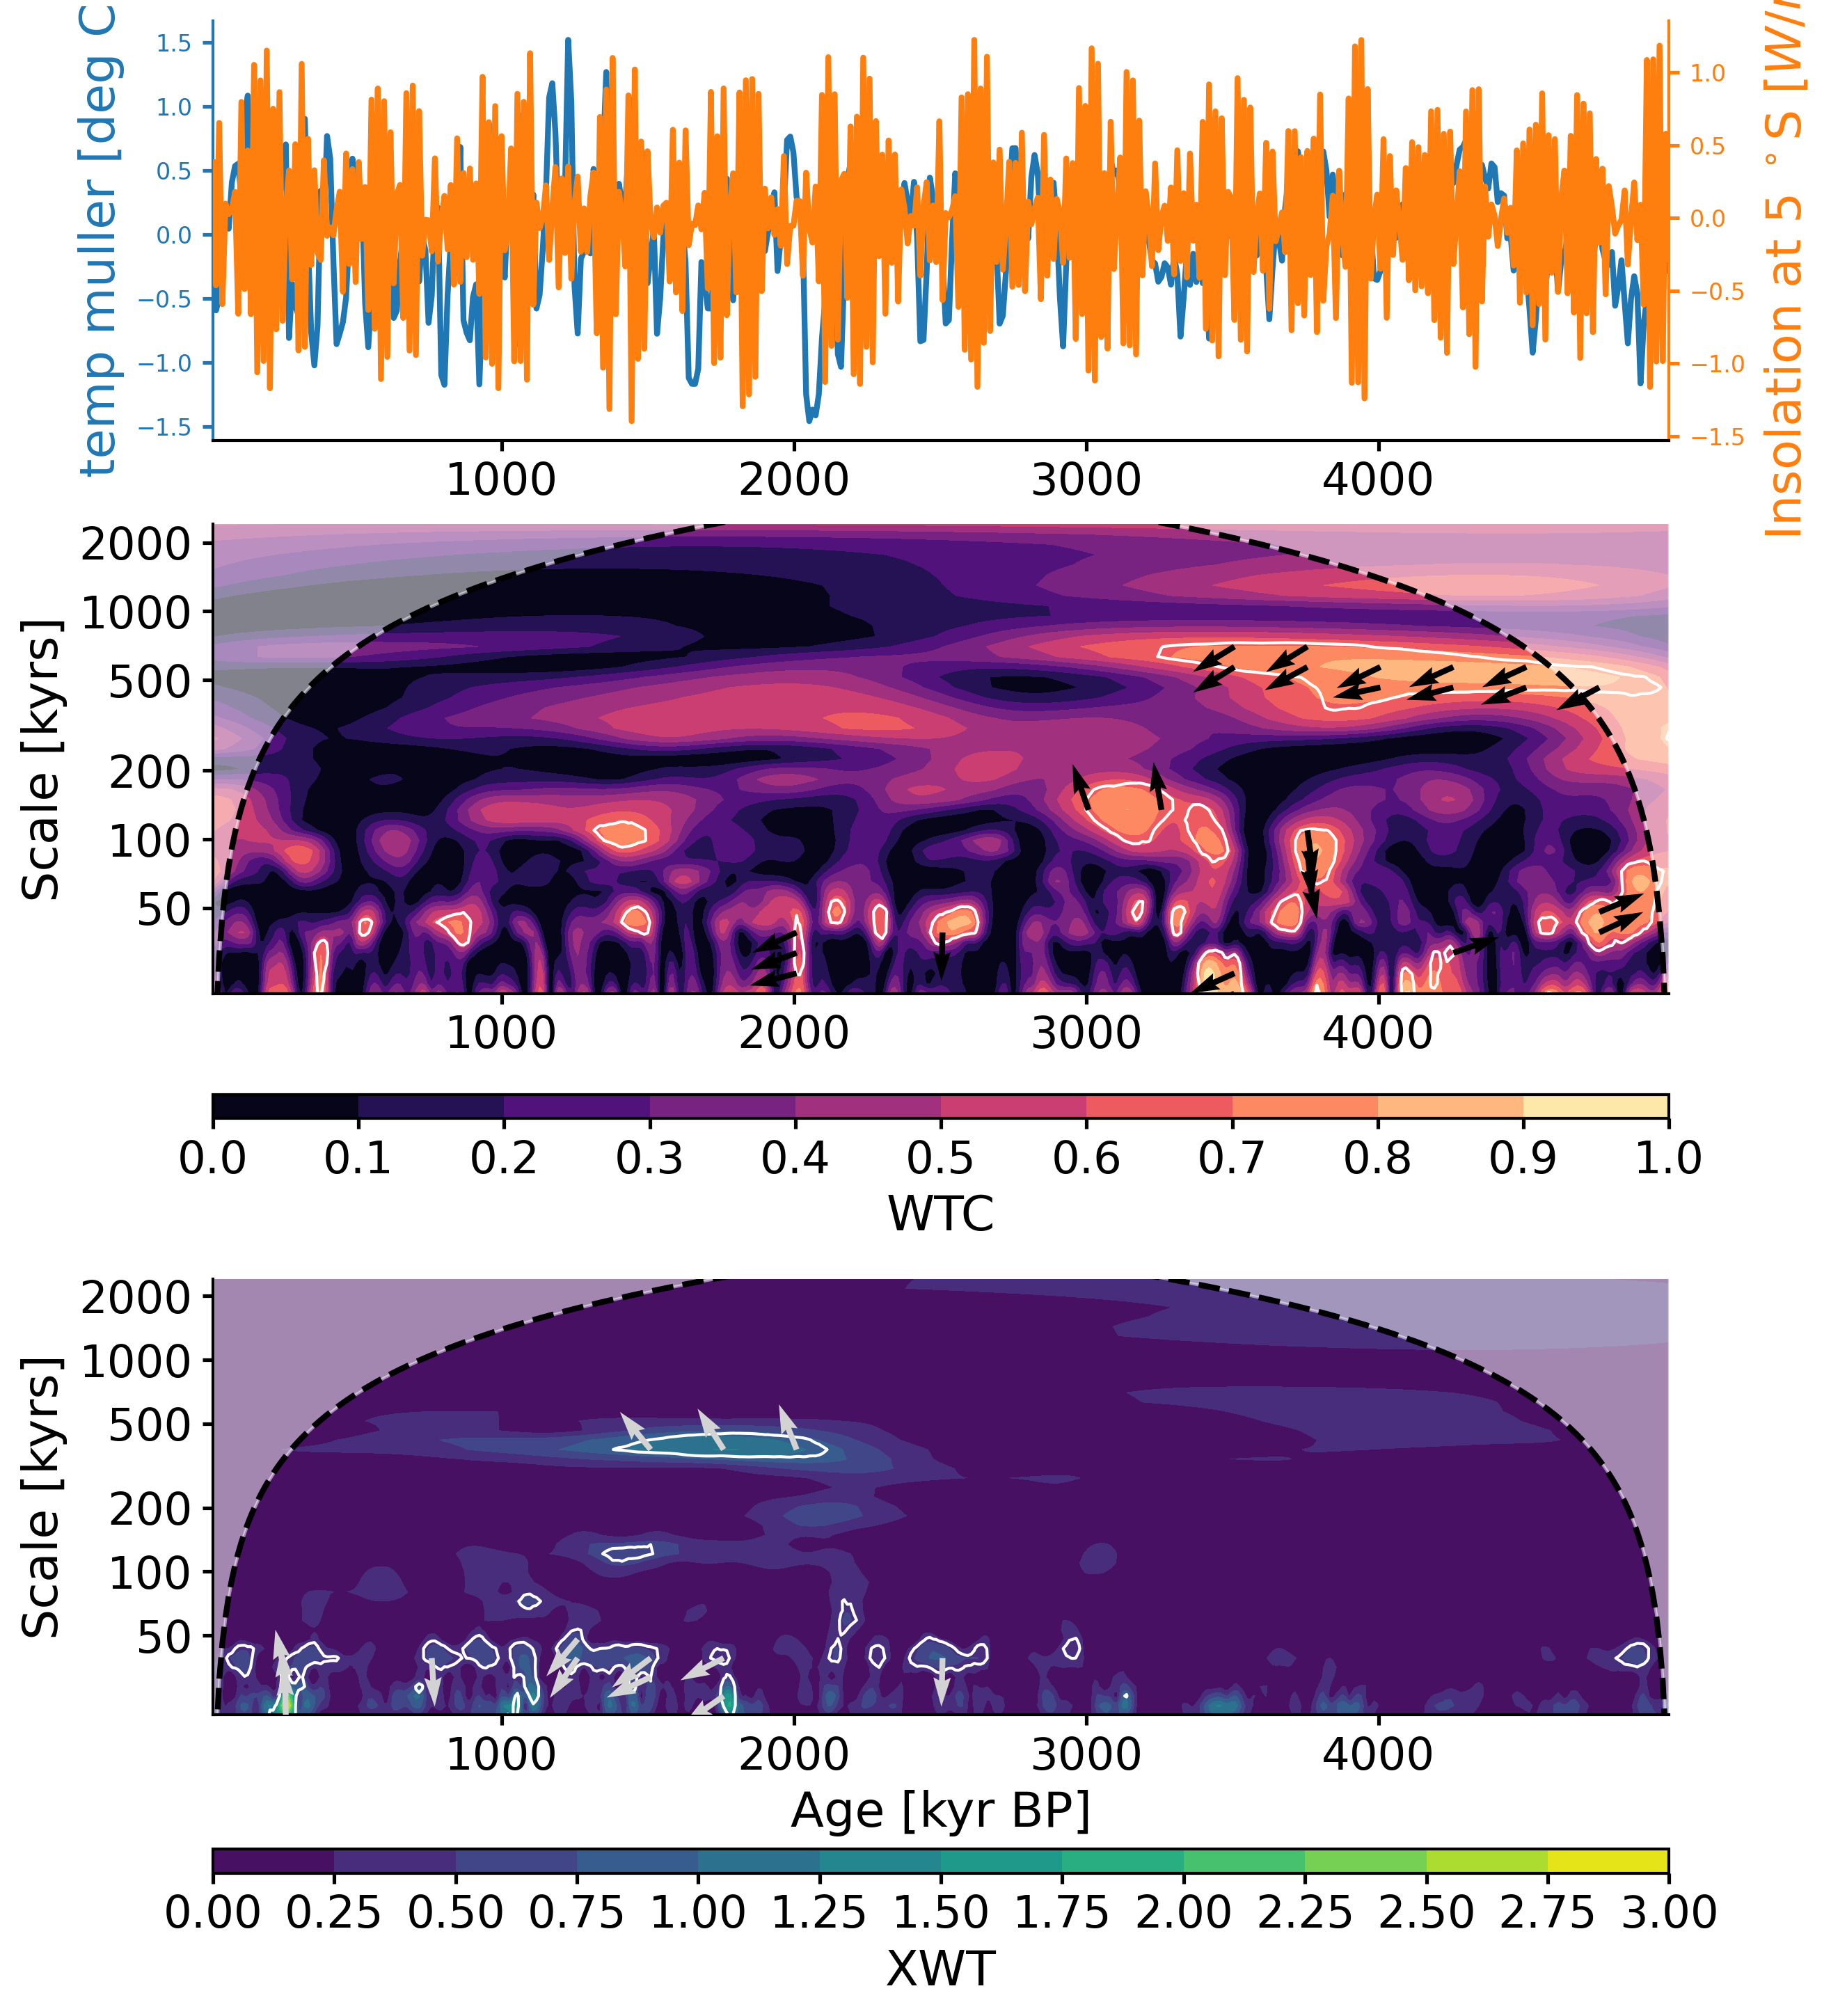 temp muller [deg C
1.5
1.0
0.5
0.0
−0.5
−1.0
−1.5
1.0
0.5
0.0
−0.5
−1.0
−1.5
Insolation at 5 °S [W/
1000 2000 3000 4000
Scale [kyrs]
2000
1000
500
200
100
50
1000 2000 3000 4000
0.0 0.1 0.2 0.3 0.4 0.5 0.6 0.7 0.8 0.9 1.0
WTC
Scale [kyrs]
2000
1000
500
200
100
50
1000 2000 3000 4000
Age [kyr BP]
0.00 0.25 0.50 0.75 1.00 1.25 1.50 1.75 2.00 2.25 2.50 2.75 3.00
XWT